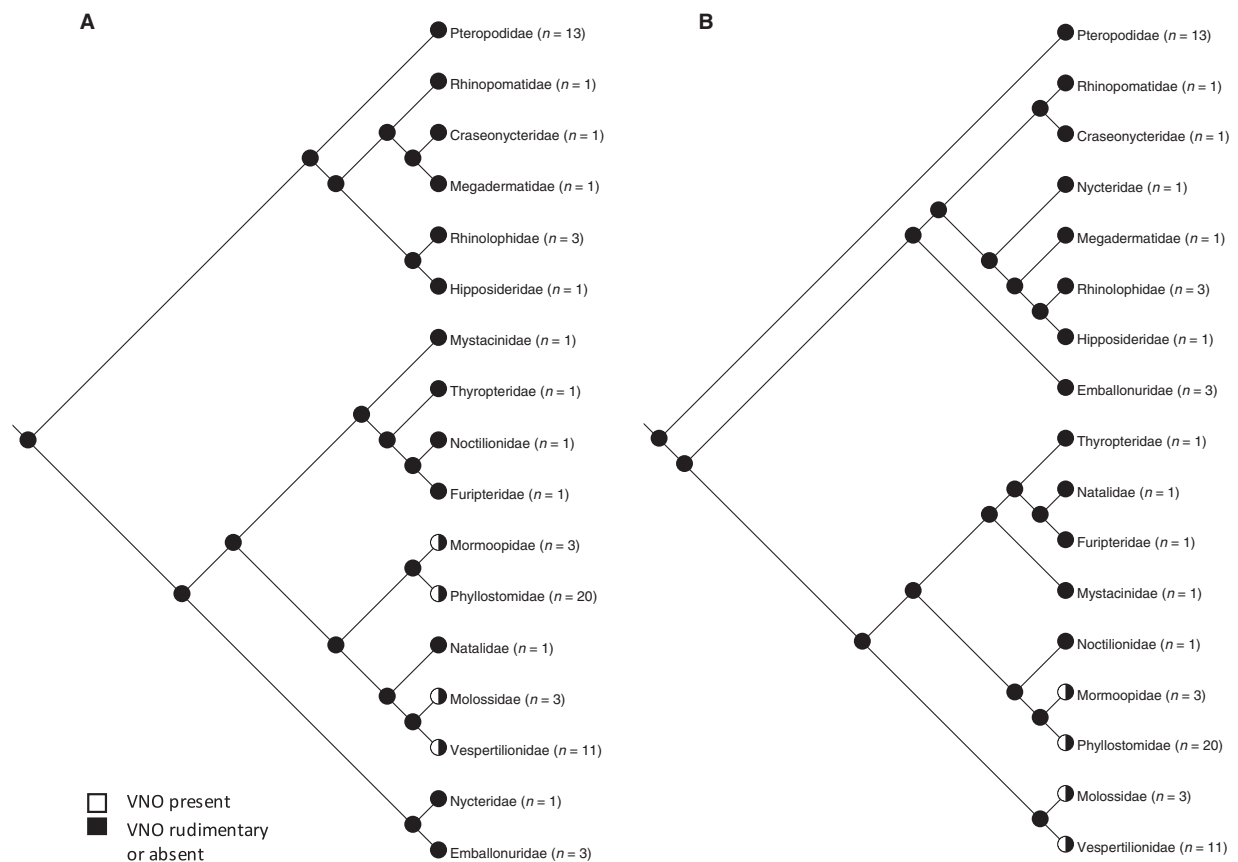 A
Pteropodidae (n = 13)
Rhinopomatidae (n = 1)
Craseonycteridae (n = 1)
Megadermatidae (n = 1)
Rhinolophidae (n = 3)
Hipposideridae (n = 1)
Mystacinidae (n = 1)
Thyropteridae (n = 1)
Noctilionidae (n = 1)
Furipteridae (n = 1)
Mormoopidae (n = 3)
Phyllostomidae (n = 20)
Natalidae (n = 1)
Molossidae (n = 3)
Vespertilionidae (n = 11)
Nycteridae (n = 1)
Emballonuridae (n = 3)
VNO present
VNO rudimentary
or absent
B
Pteropodidae (n = 13)
Rhinopomatidae (n = 1)
Craseonycteridae (n = 1)
Nycteridae (n = 1)
Megadermatidae (n = 1)
Rhinolophidae (n = 3)
Hipposideridae (n = 1)
Emballonuridae (n = 3)
Thyropteridae (n = 1)
Natalidae (n = 1)
Furipteridae (n = 1)
Mystacinidae (n = 1)
Noctilionidae (n = 1)
Mormoopidae (n = 3)
Phyllostomidae (n = 20)
Molossidae (n = 3)
Vespertilionidae (n = 11)